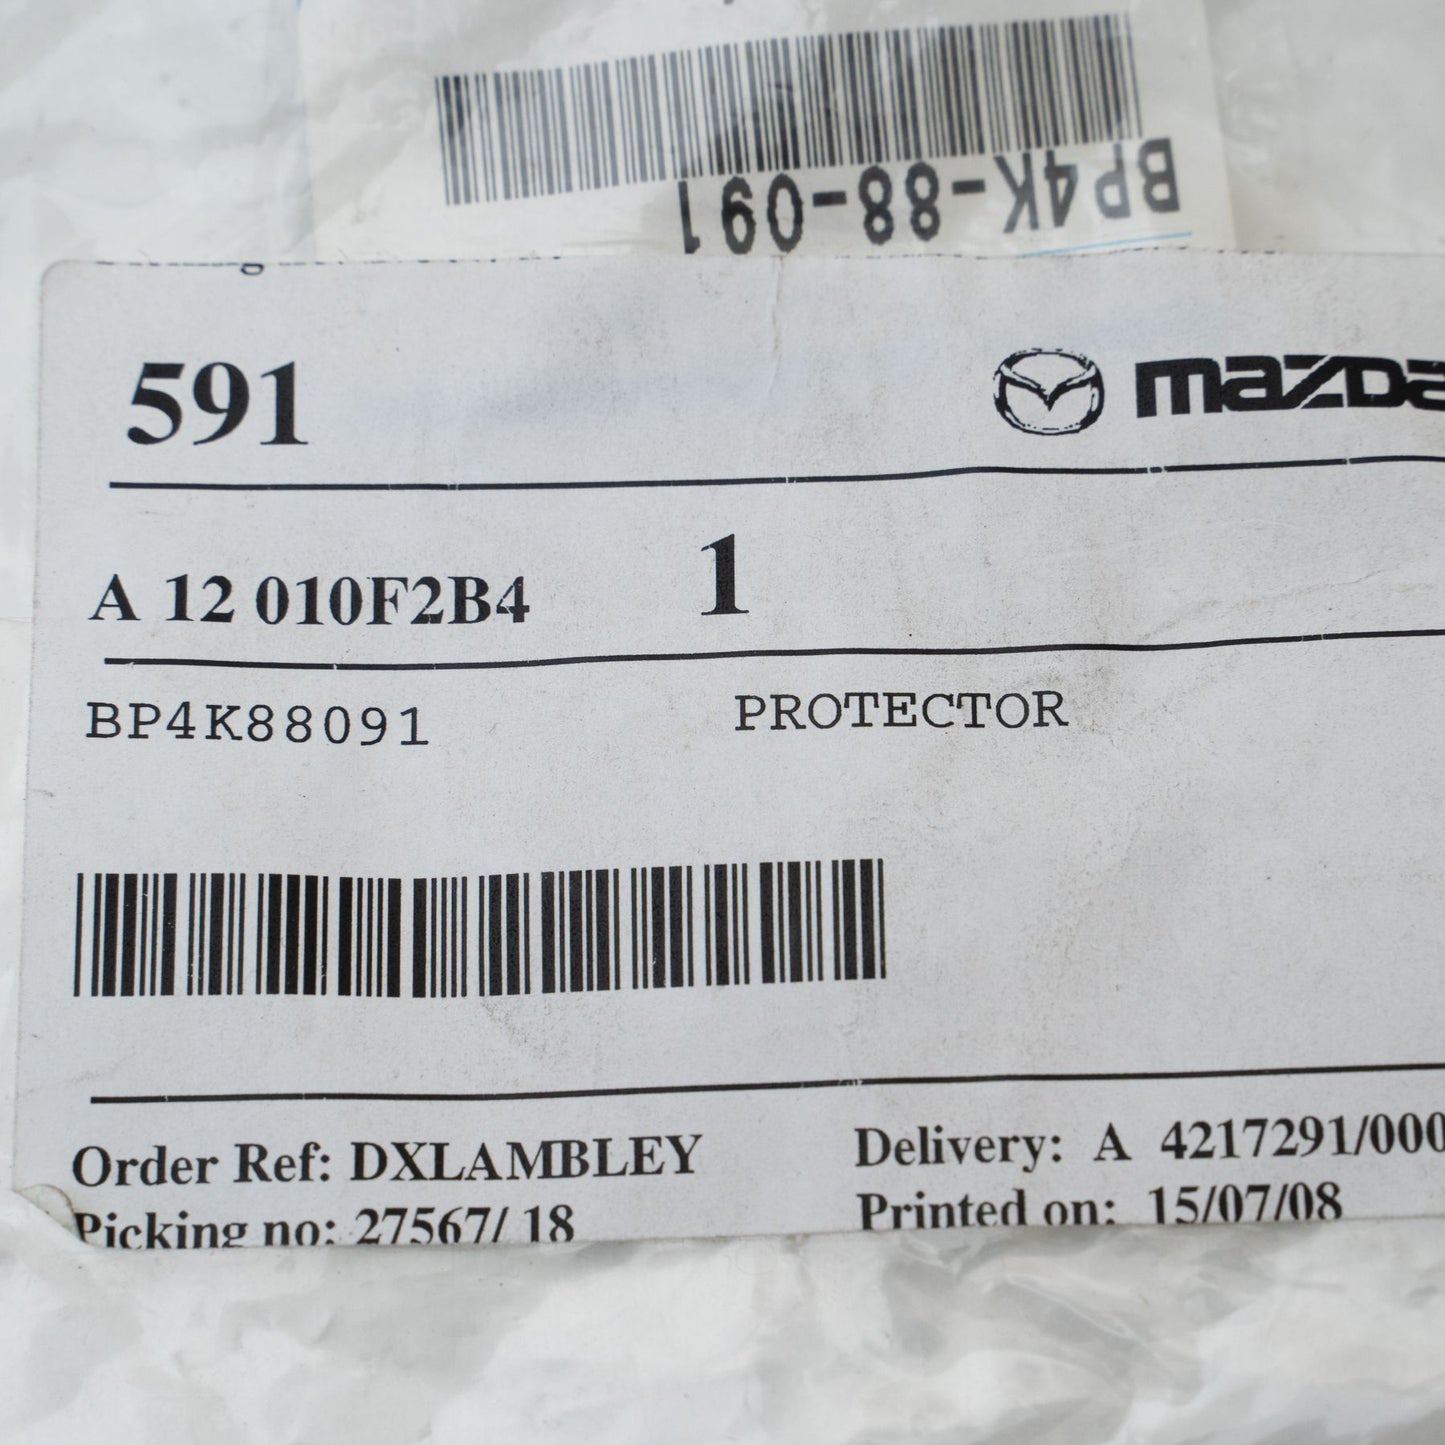 BP4K-88-091
591
mazda
A 12 010F2B4 1
BP4K88091 PROTECTOR
Order Ref: DXLAMBLEY Delivery: A 4217291/000
Picking no: 27567/ 18 Printed on: 15/07/08